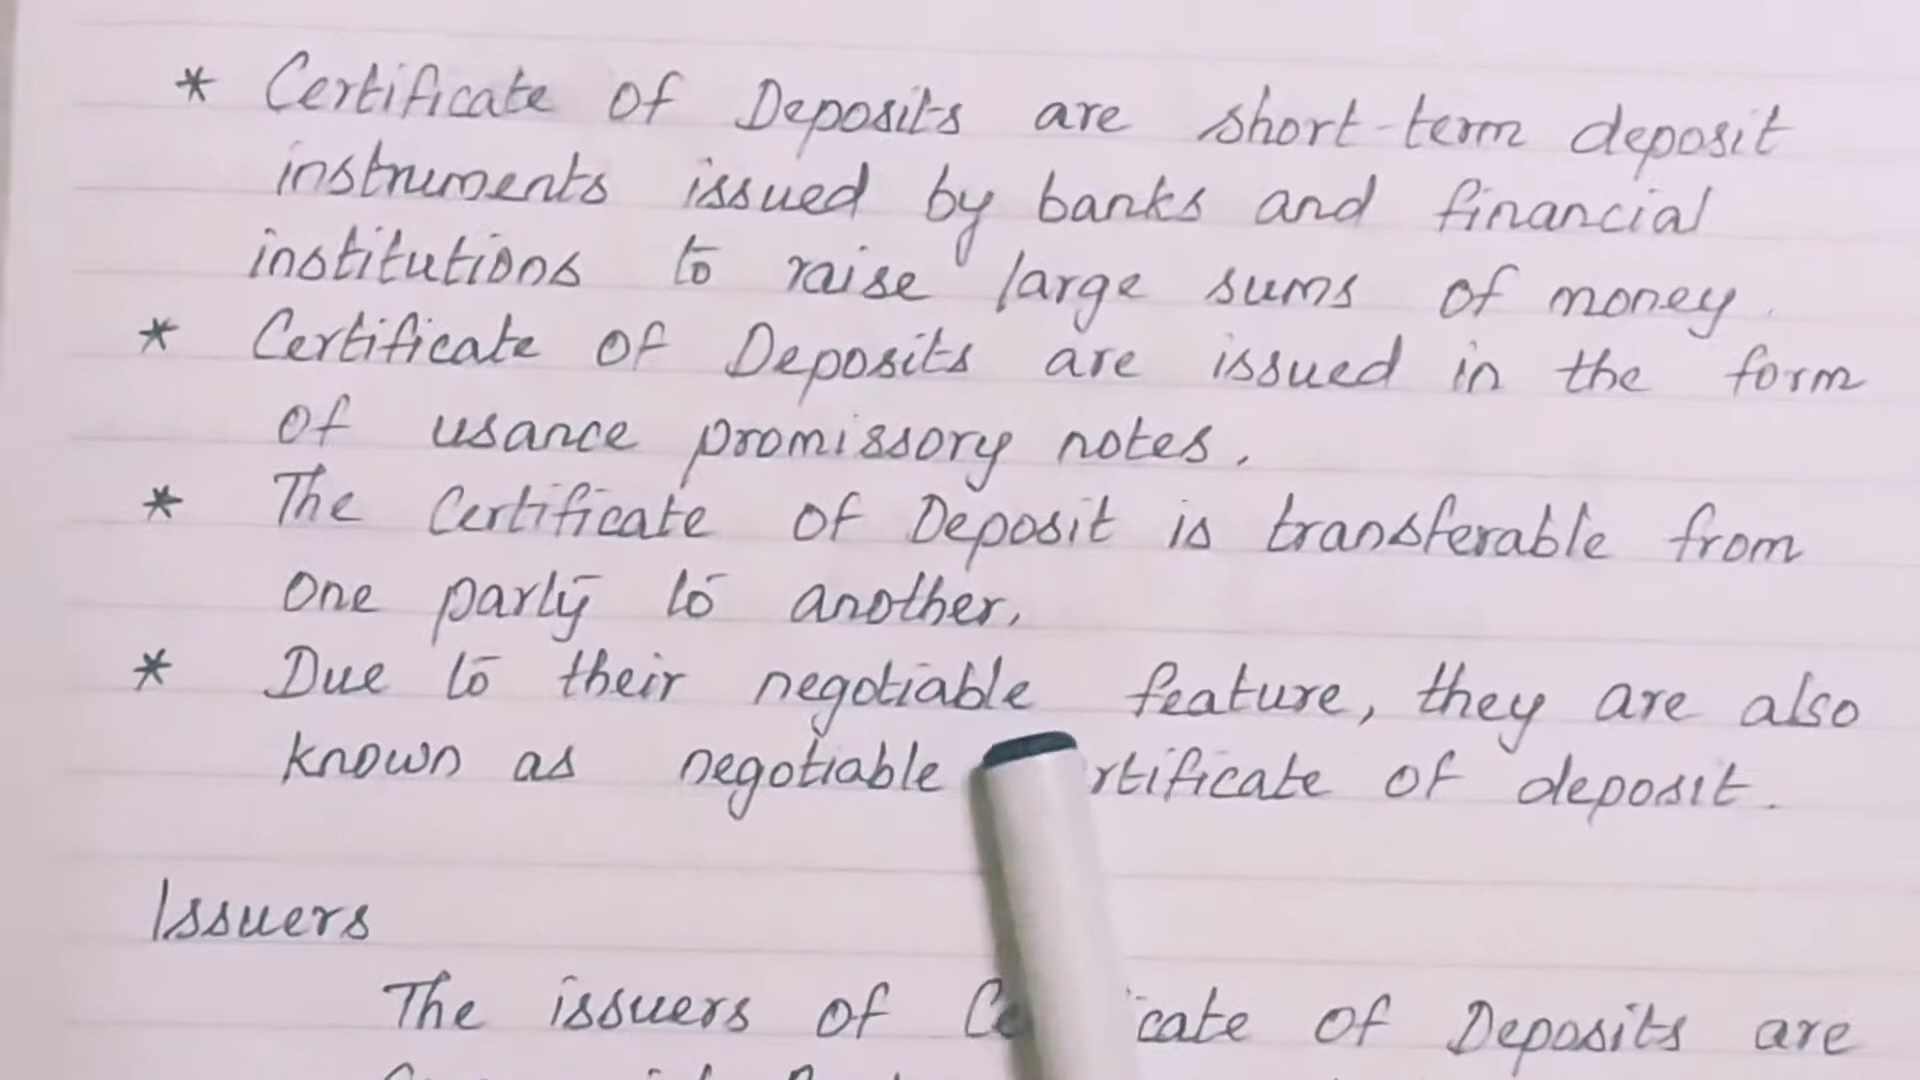 * Certificate of Deposits are short-term deposit
instruments issued by banks and financial
institutions to raise large sums of money.
* Certificate of Deposits are issued in the form
of usance promissory notes.
* The Certificate of Deposit is transferable from
one party to another.
* Due to their negotiable feature, they are also
known as negotiable rtificate of deposit.
Issuers
The issuers of Ce cate of Deposits are